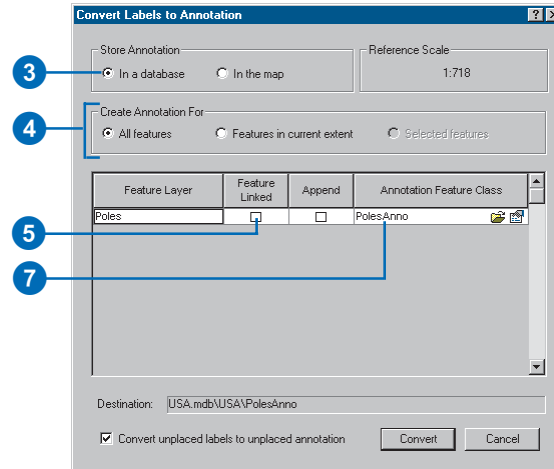 Convert Labels to Annotation
Store Annotation
In a database
In the map
Reference Scale
1:718
3
Create Annotation For
4
All features
Features in current extent
Selected features
Feature Layer
Feature Linked
Append
Annotation Feature Class
Poles
PolesAnno
5
7
Destination:
USA.mdb\USA\PolesAnno
Convert unplaced labels to unplaced annotation
Convert
Cancel